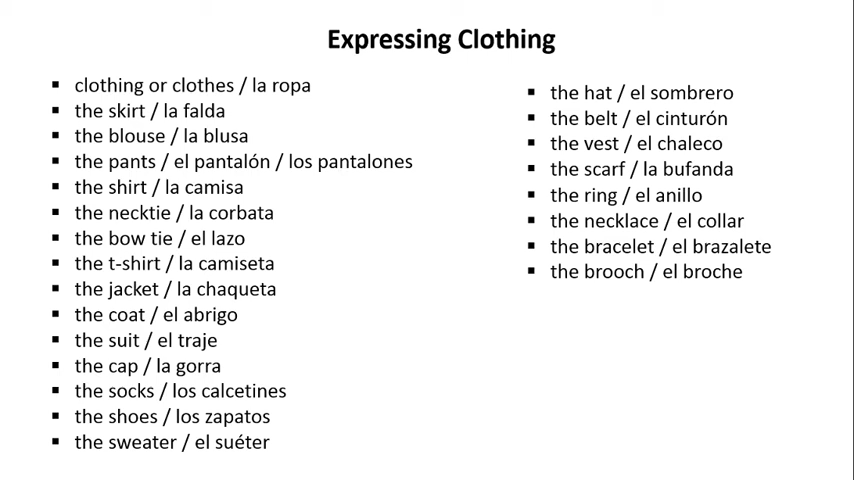 Expressing Clothing
▪ clothing or clothes / la ropa
▪ the skirt / la falda
▪ the blouse / la blusa
▪ the pants / el pantalón / los pantalones
▪ the shirt / la camisa
▪ the necktie / la corbata
▪ the bow tie / el lazo
▪ the t-shirt / la camiseta
▪ the jacket / la chaqueta
▪ the coat / el abrigo
▪ the suit / el traje
▪ the cap / la gorra
▪ the socks / los calcetines
▪ the shoes / los zapatos
▪ the sweater / el suéter
▪ the hat / el sombrero
▪ the belt / el cinturón
▪ the vest / el chaleco
▪ the scarf / la bufanda
▪ the ring / el anillo
▪ the necklace / el collar
▪ the bracelet / el brazalete
▪ the brooch / el broche